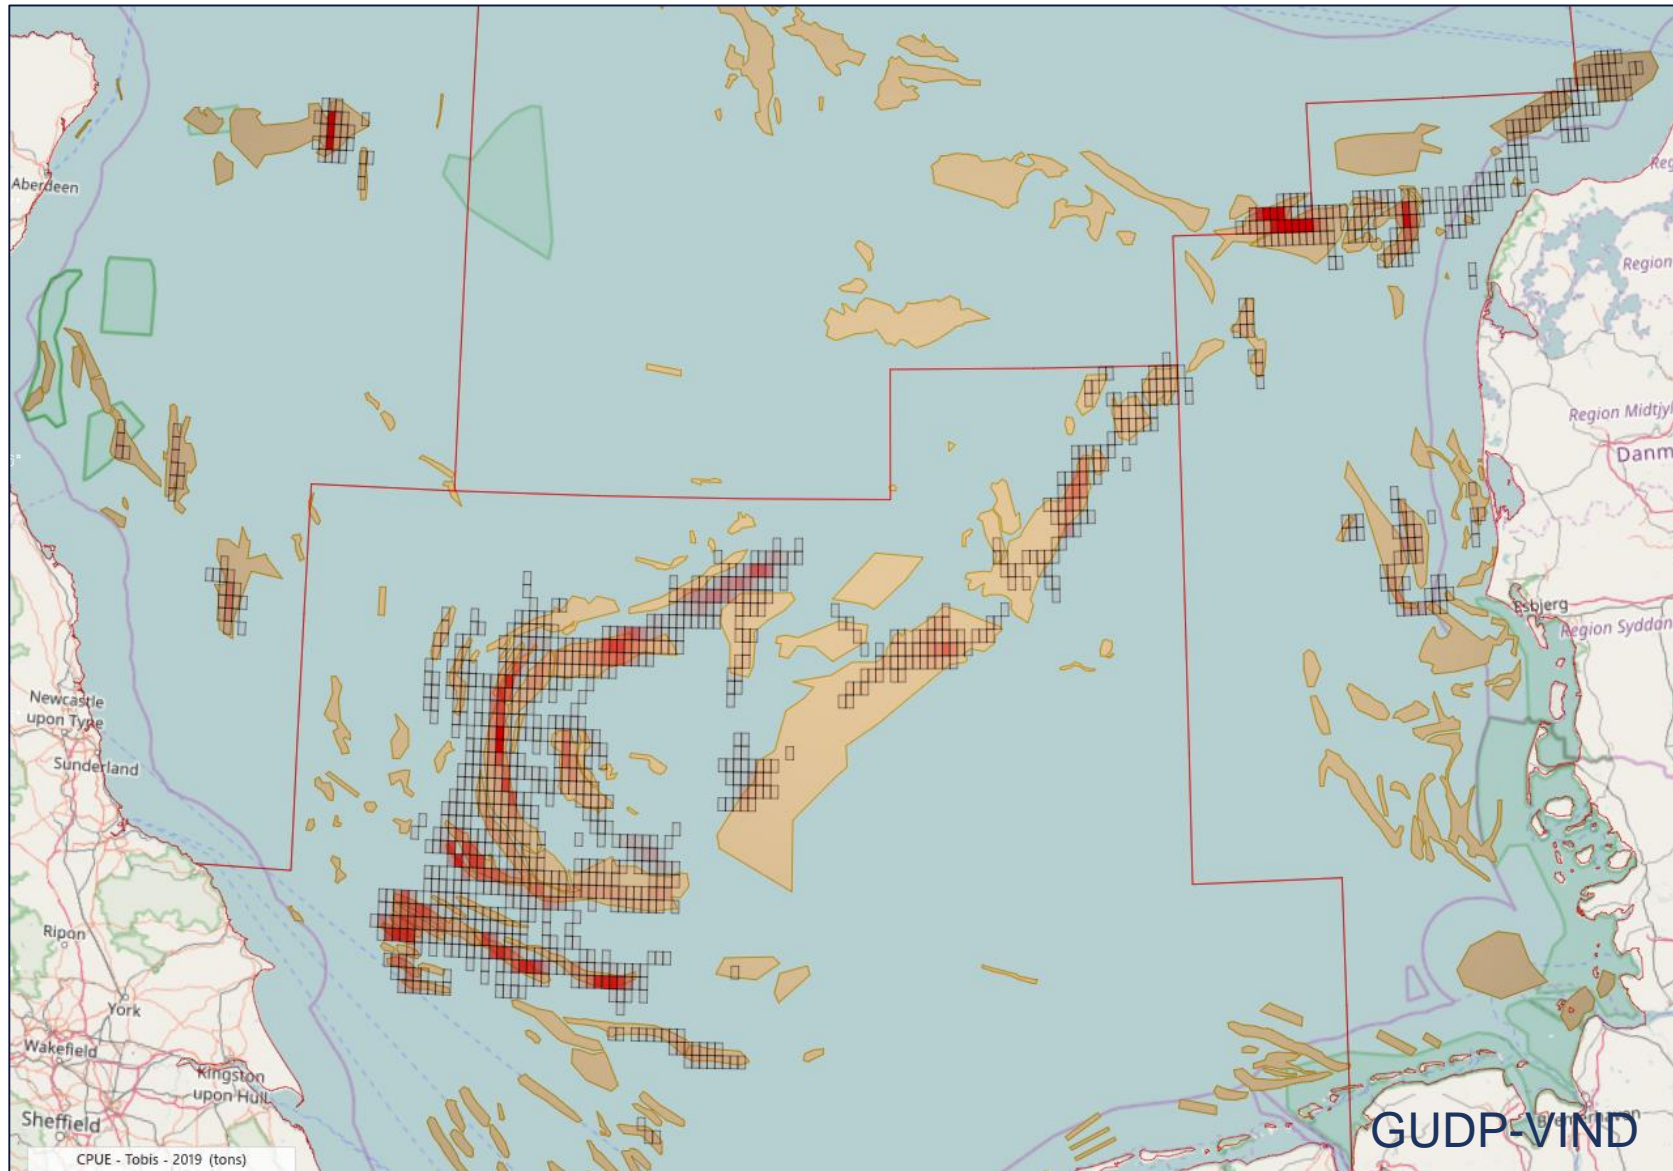 Aberdeen
Reg
Region
Region Midtjyl
Danm
Esbjerg
Region Syddan
Newcastle
upon Tyne
Sunderland
Ripon
York
Wakefield
Kingston
upon Hull
Sheffield
GUDP-VIND
CPUE - Tobis - 2019 (tons)